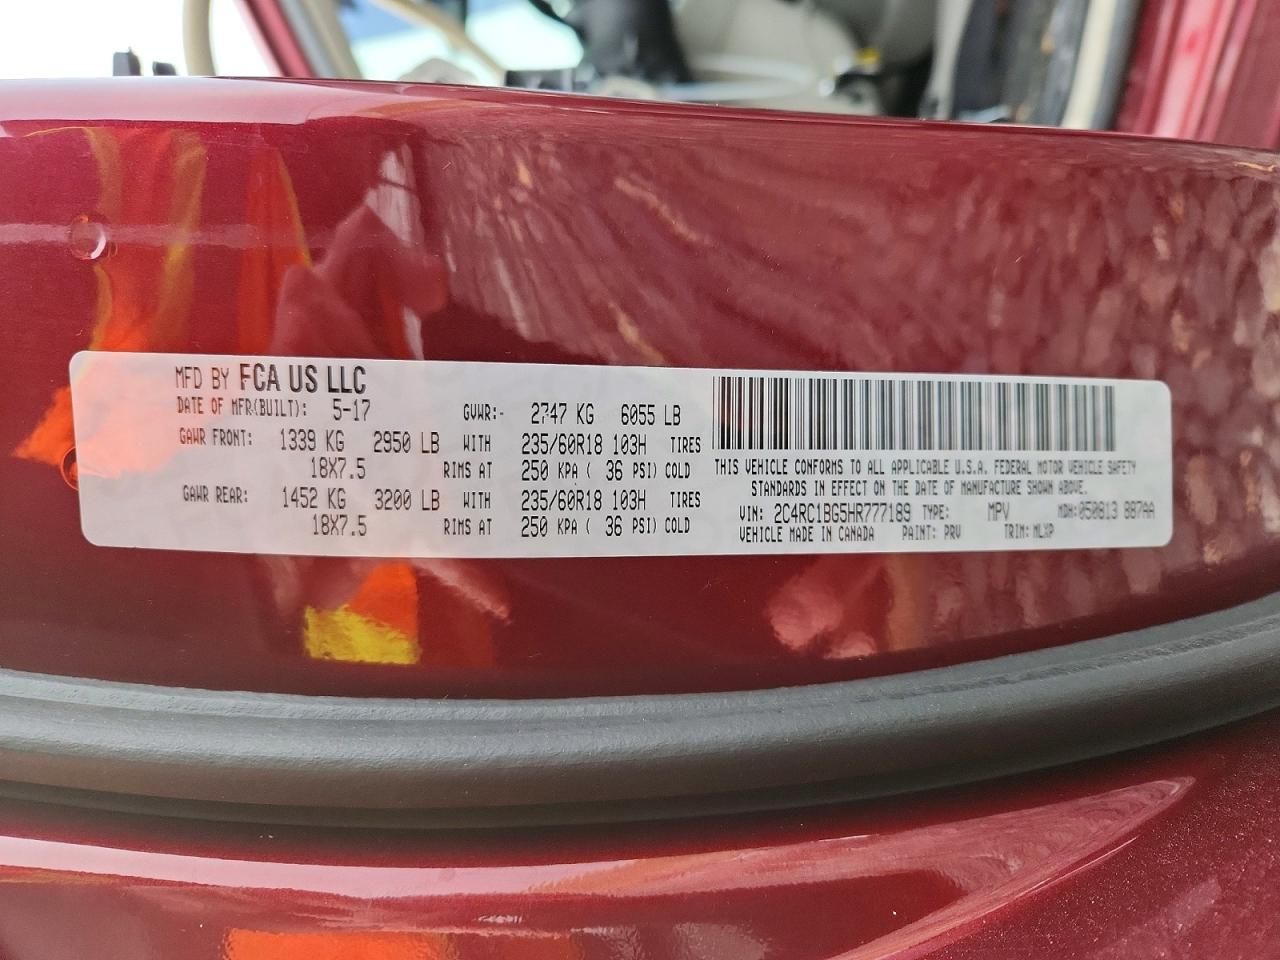 MFD BY FCA US LLC
DATE OF MFR(BUILT): 5-17 GVWR:- 2747 KG 6055 LB
GAWR FRONT: 1339 KG 2950 LB WITH 235/60R18 103H TIRES
18X7.5 RIMS AT 250 KPA ( 36 PSI) COLD
GAWR REAR: 1452 KG 3200 LB WITH 235/60R18 103H TIRES
18X7.5 RIMS AT 250 KPA ( 36 PSI) COLD
THIS VEHICLE CONFORMS TO ALL APPLICABLE U.S.A. FEDERAL MOTOR VEHICLE SAFETY
STANDARDS IN EFFECT ON THE DATE OF MANUFACTURE SHOWN ABOVE.
VIN: 2C4RC1BG5HR777189 TYPE: MPV MDH: 050813 887AA
VEHICLE MADE IN CANADA PAINT: PRV TRIM: MLXP